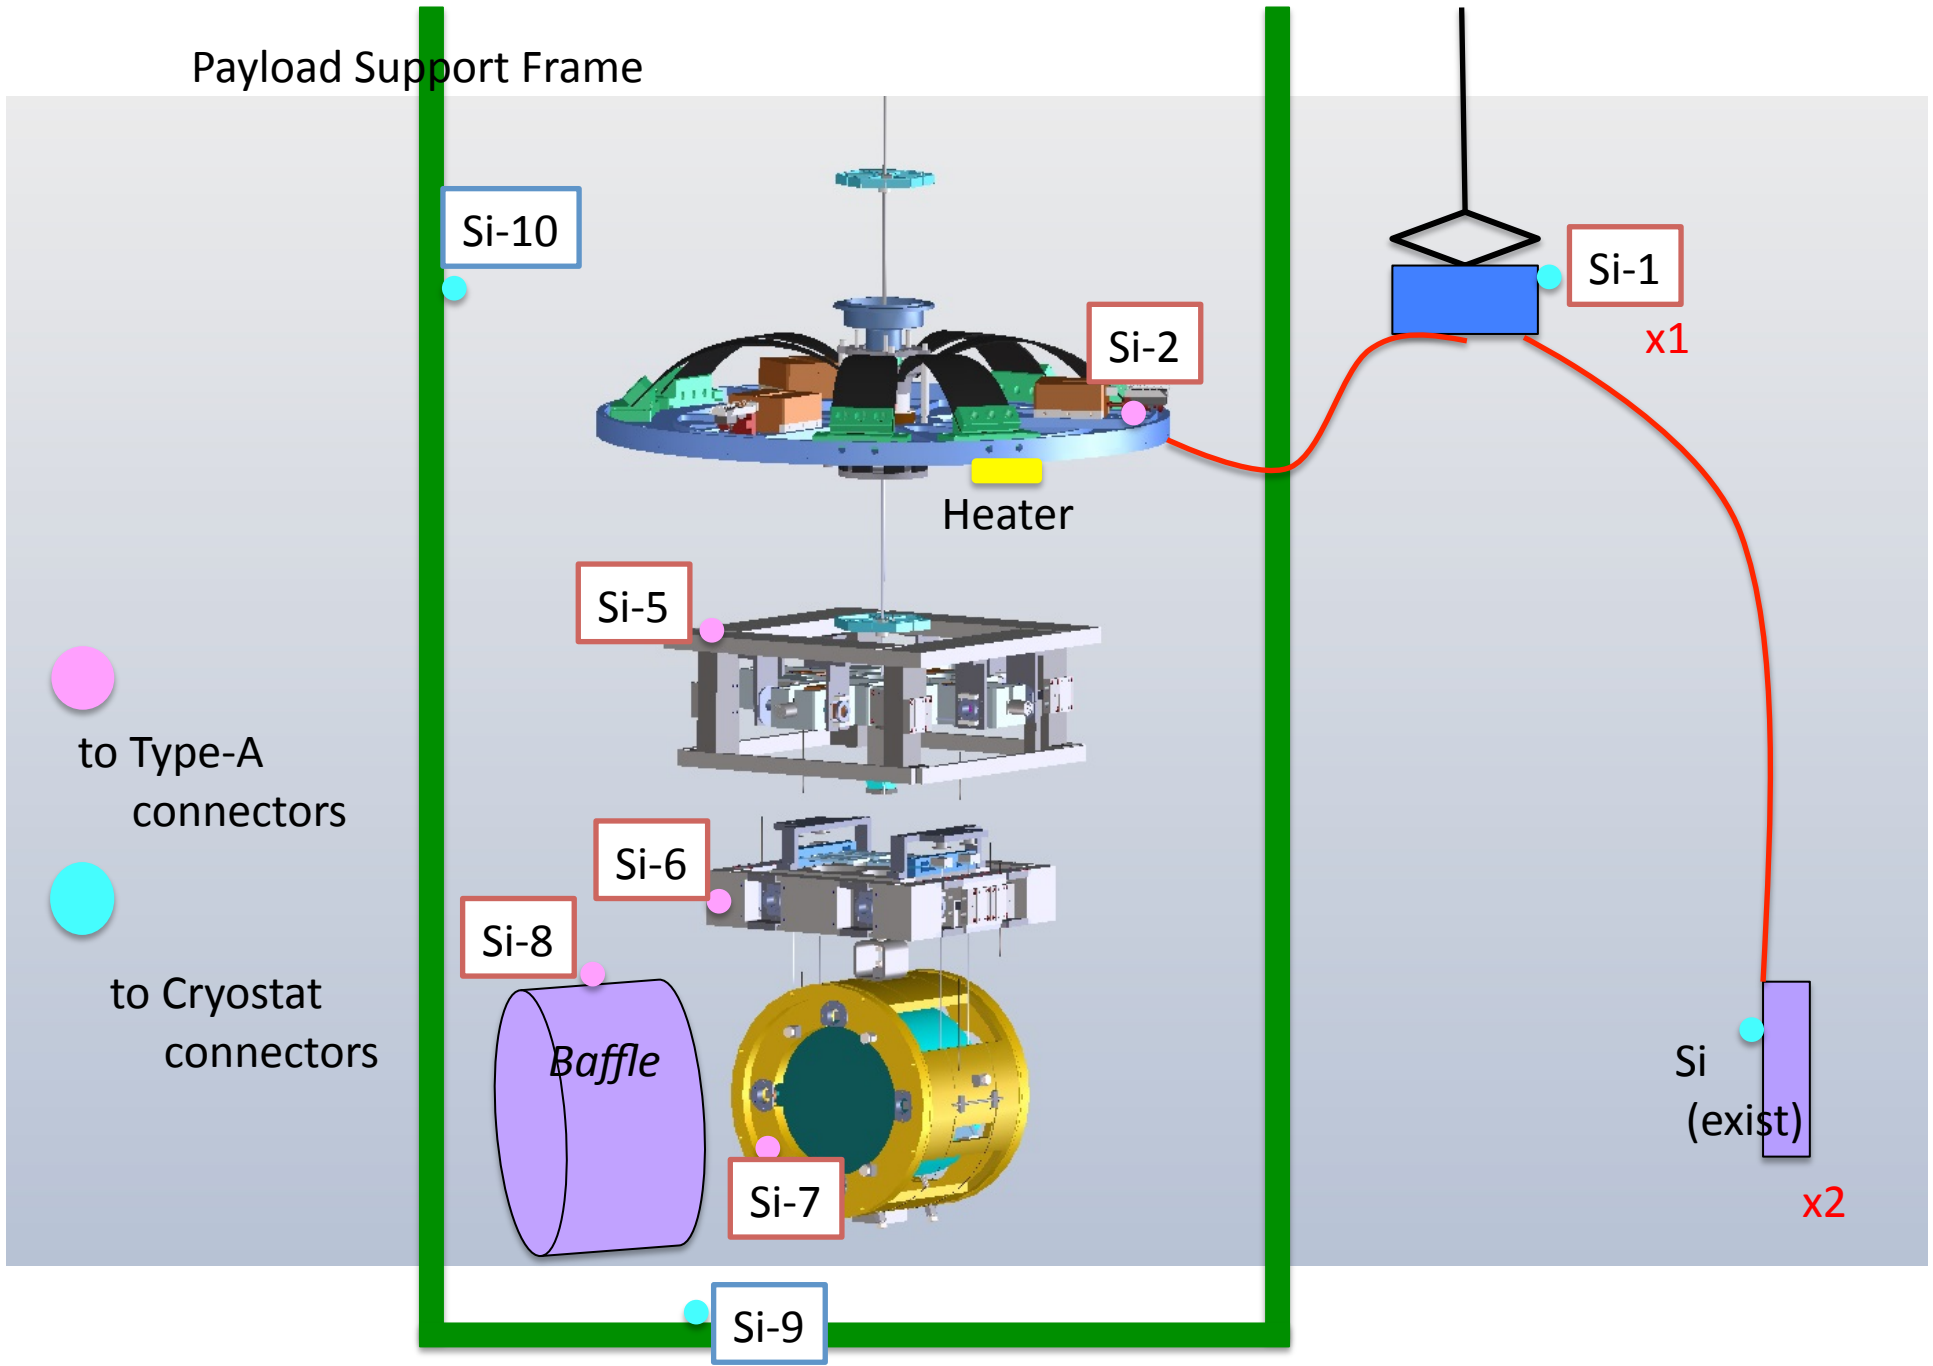 Payload Support Frame
Si-10
Si-1
x1
Si-2
Heater
Si-5
to Type-A
connectors
Si-6
Si-8
to Cryostat
connectors
Baffle
Si
(exist)
Si-7
x2
Si-9